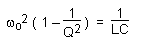 ω₀² ( 1 − 1/Q² ) = 1/LC